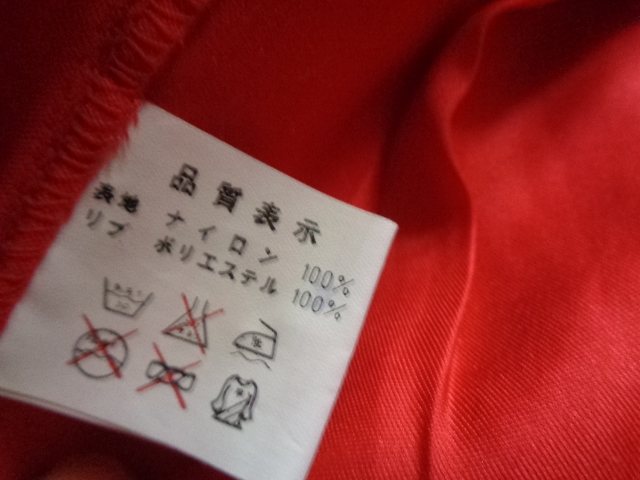 品質表示
表地 ナイロン 100%
リブ ポリエステル 100%